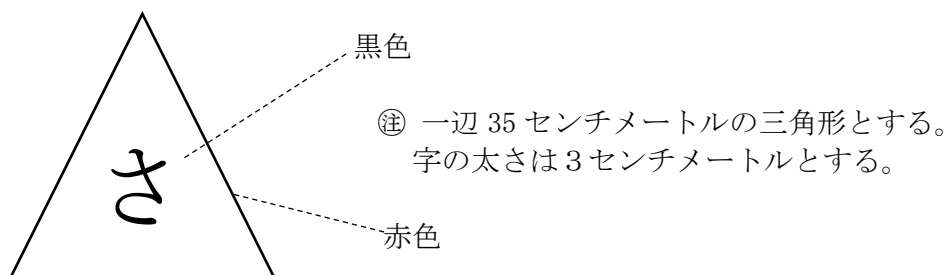 黒色
㊟ 一辺 35 センチメートルの三角形とする。
字の太さは3センチメートルとする。
さ
赤色